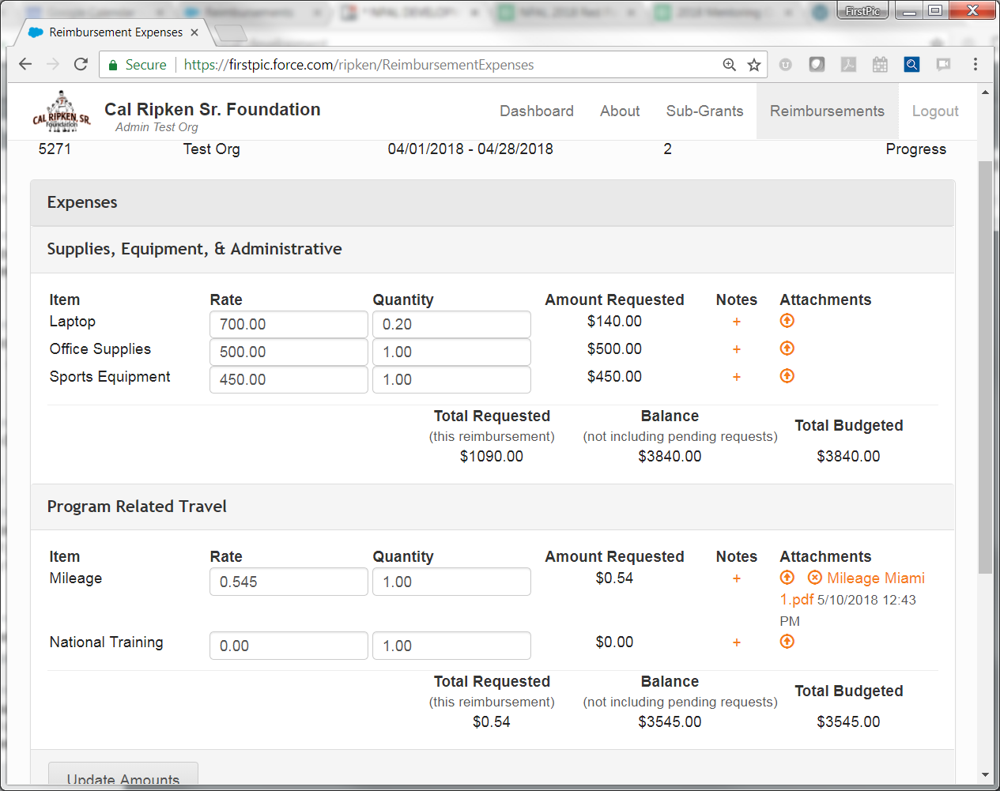 FirstPic
Reimbursement Expenses
Secure https://firstpic.force.com/ripken/ReimbursementExpenses
CAL RIPKEN, SR.
Foundation
Cal Ripken Sr. Foundation
Admin Test Org
Dashboard About Sub-Grants Reimbursements Logout
5271 Test Org 04/01/2018 - 04/28/2018 2 Progress
Expenses
Supplies, Equipment, & Administrative
Item Rate Quantity Amount Requested Notes Attachments
Laptop 700.00 0.20 $140.00 +
Office Supplies 500.00 1.00 $500.00 +
Sports Equipment 450.00 1.00 $450.00 +
Total Requested Balance Total Budgeted
(this reimbursement) (not including pending requests)
$1090.00 $3840.00 $3840.00
Program Related Travel
Item Rate Quantity Amount Requested Notes Attachments
Mileage 0.545 1.00 $0.54 + Mileage Miami
1.pdf 5/10/2018 12:43
PM
National Training 0.00 1.00 $0.00 +
Total Requested Balance Total Budgeted
(this reimbursement) (not including pending requests)
$0.54 $3545.00 $3545.00
Update Amounts